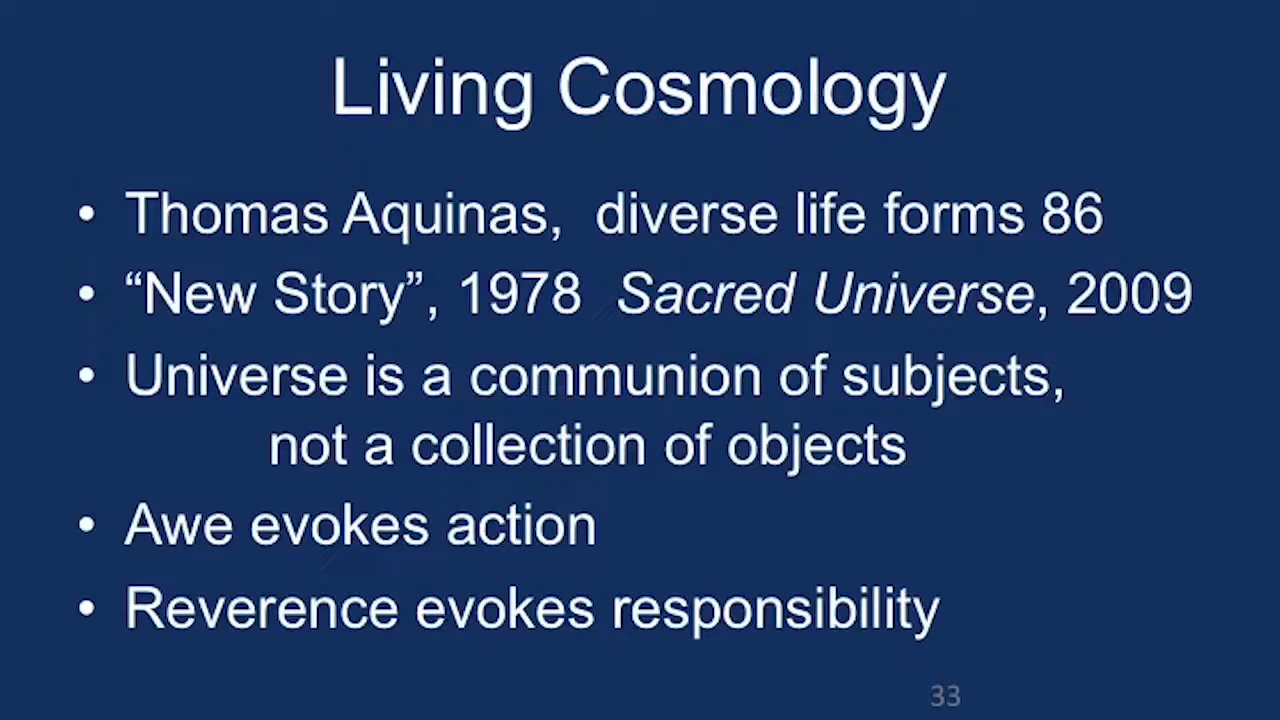 Living Cosmology
• Thomas Aquinas,  diverse life forms 86
• “New Story”, 1978  Sacred Universe, 2009
• Universe is a communion of subjects,
not a collection of objects
• Awe evokes action
• Reverence evokes responsibility
33